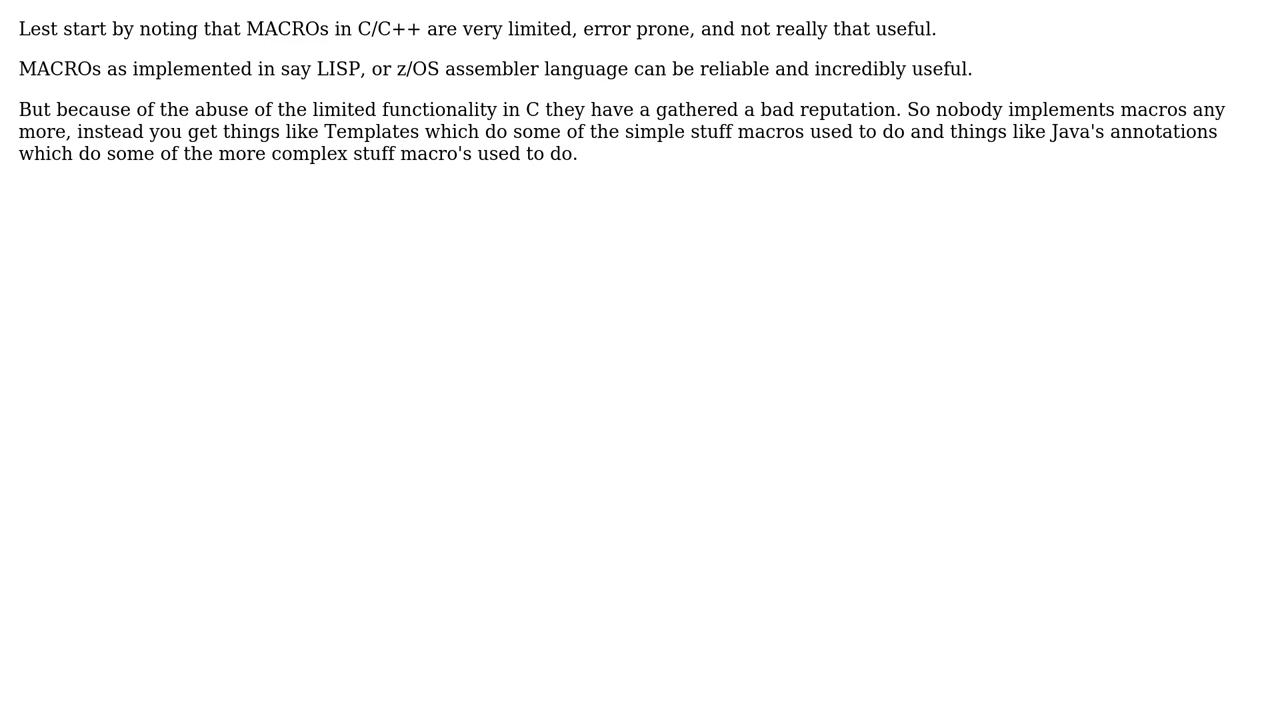 Lest start by noting that MACROs in C/C++ are very limited, error prone, and not really that useful.
MACROs as implemented in say LISP, or z/OS assembler language can be reliable and incredibly useful.
But because of the abuse of the limited functionality in C they have a gathered a bad reputation. So nobody implements macros any
more, instead you get things like Templates which do some of the simple stuff macros used to do and things like Java's annotations
which do some of the more complex stuff macro's used to do.